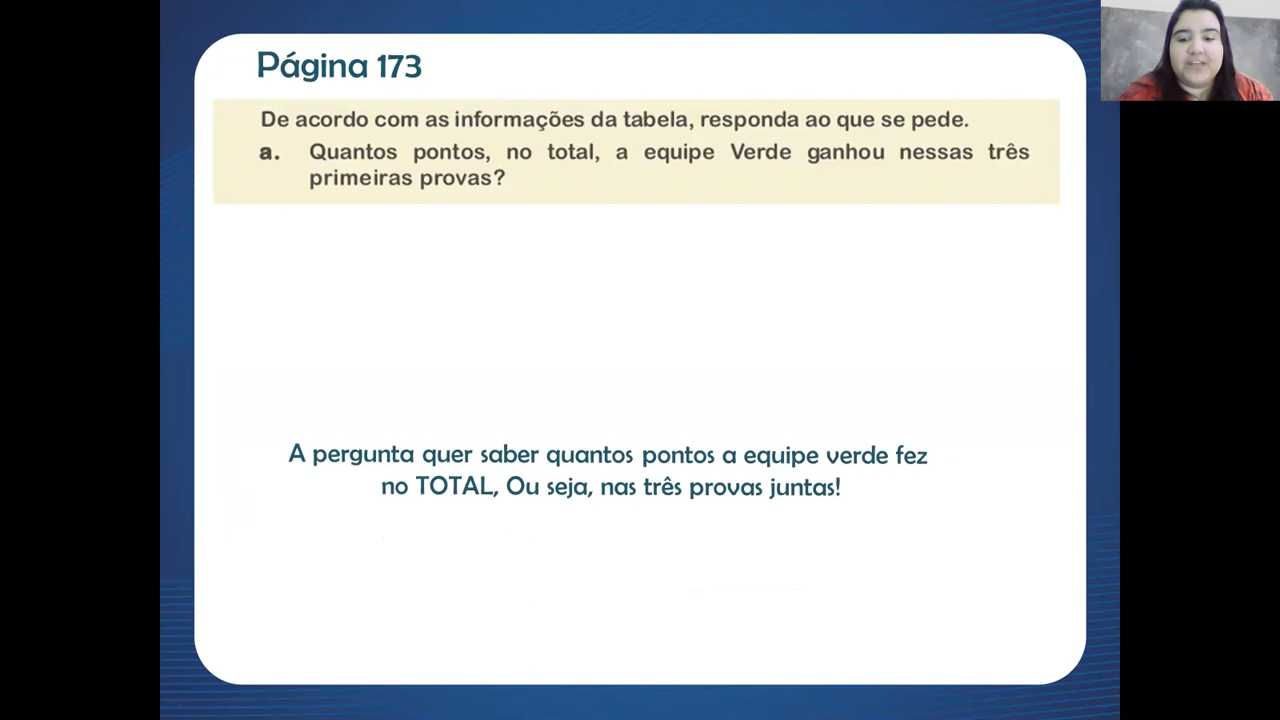 Página 173
De acordo com as informações da tabela, responda ao que se pede.
a. Quantos pontos, no total, a equipe Verde ganhou nessas três
primeiras provas?
A pergunta quer saber quantos pontos a equipe verde fez
no TOTAL, Ou seja, nas três provas juntas!